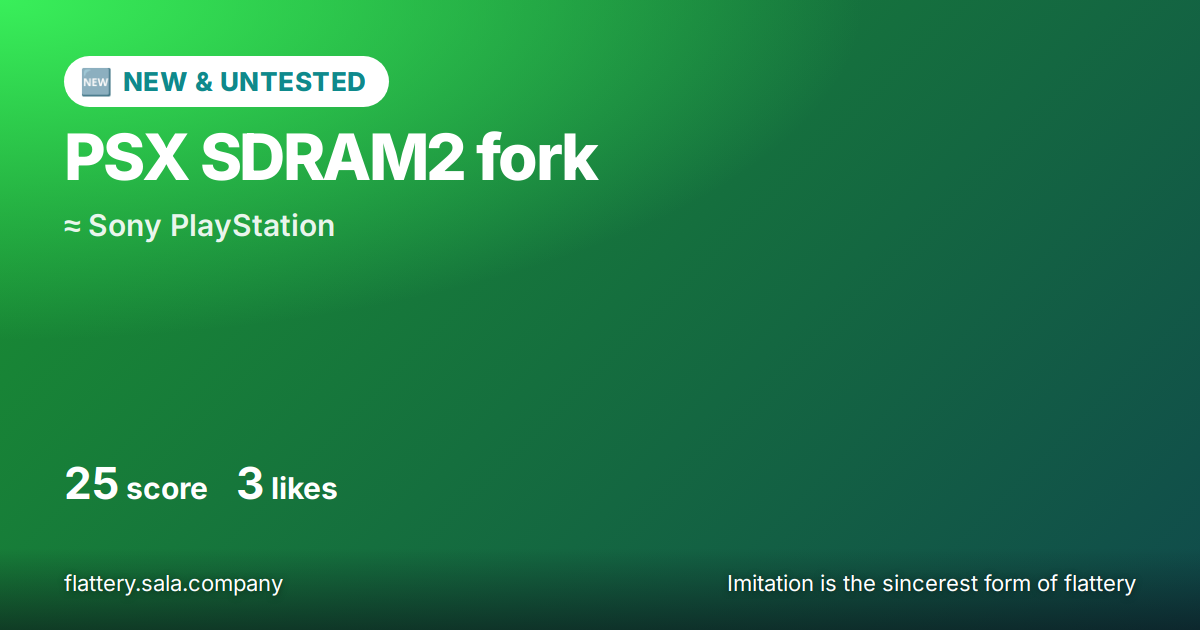 🆕 NEW & UNTESTED
PSX SDRAM2 fork
≈ Sony PlayStation
25 score 3 likes
flattery.sala.company
Imitation is the sincerest form of flattery